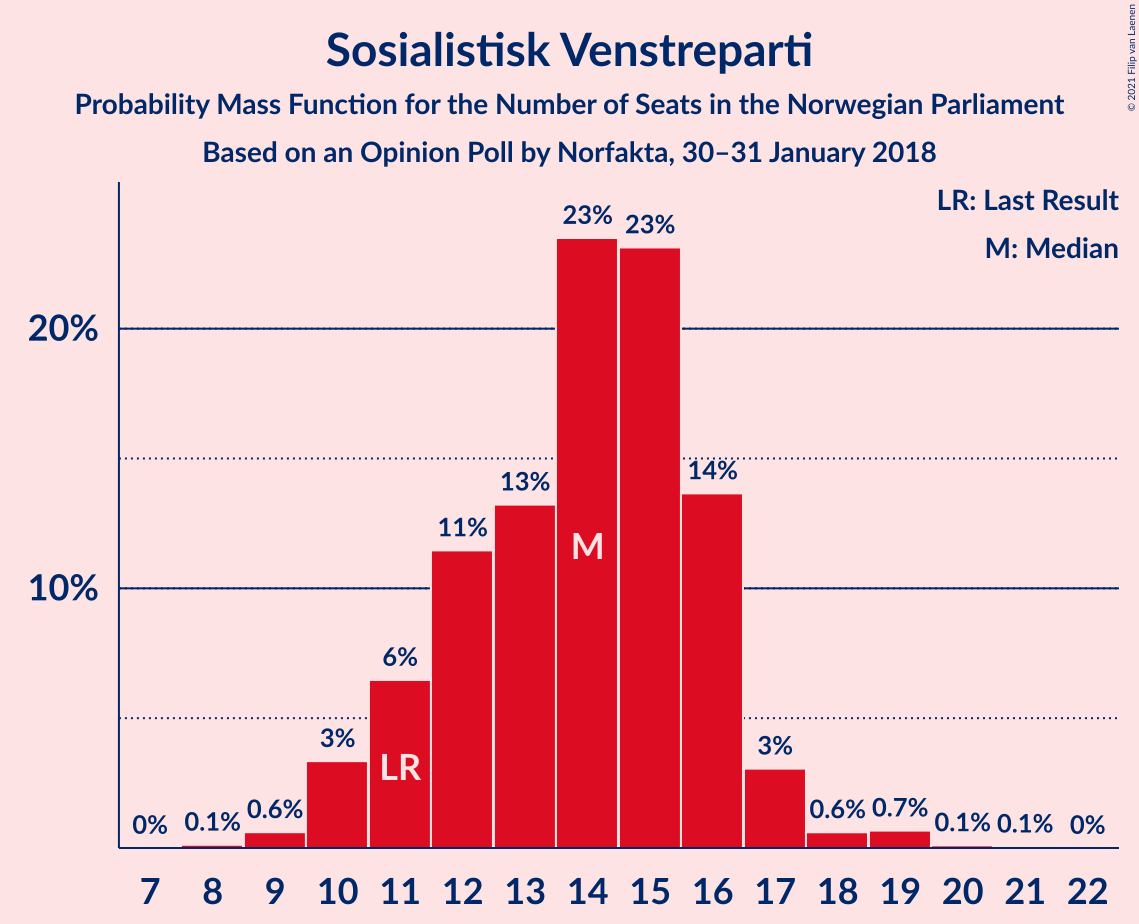 © 2021 Filip van Laenen
Sosialistisk Venstreparti
Probability Mass Function for the Number of Seats in the Norwegian Parliament
Based on an Opinion Poll by Norfakta, 30–31 January 2018
LR: Last Result
M: Median
23%
23%
20%
14%
13%
11%
M
10%
6%
LR
3%
3%
0%
0.1%
0.6%
0.6%
0.7%
0.1%
0.1%
0%
7 8 9 10 11 12 13 14 15 16 17 18 19 20 21 22